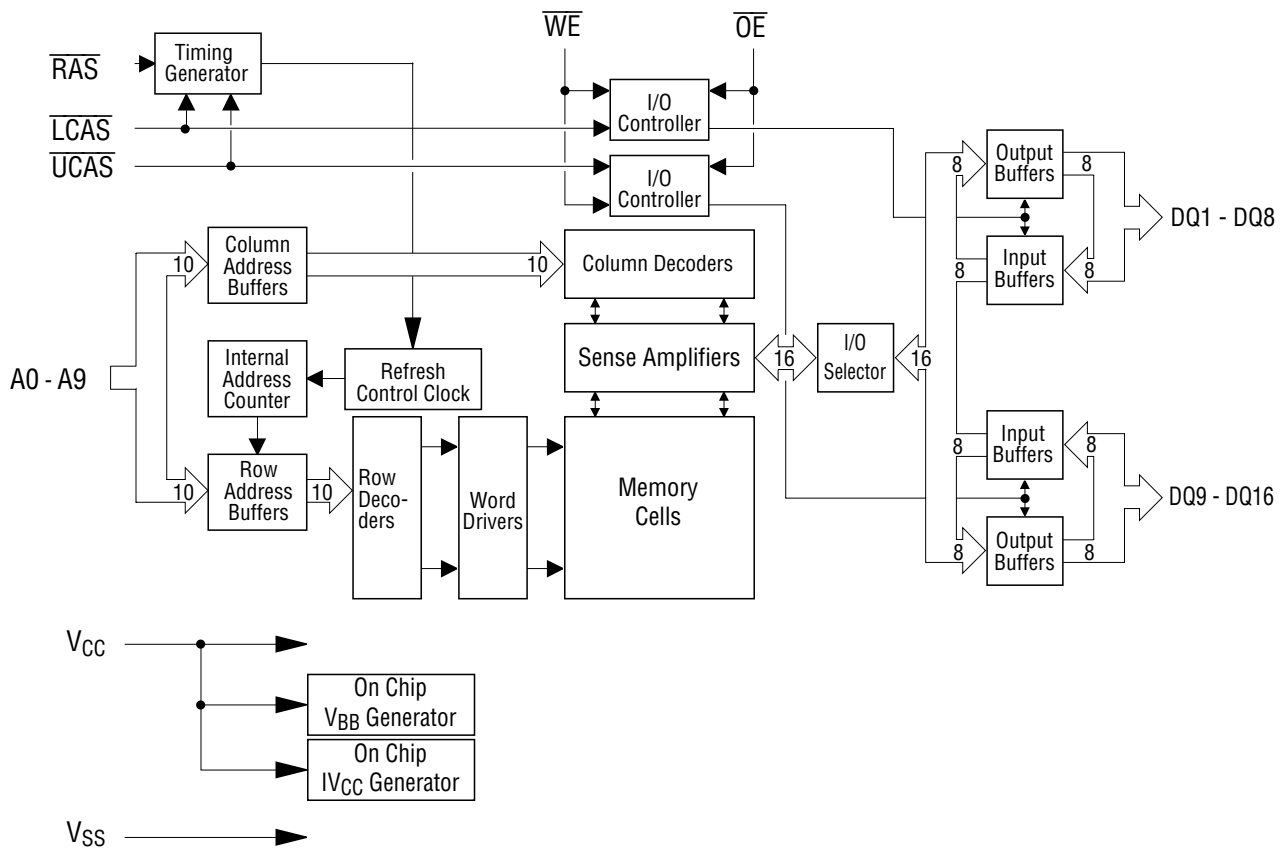 WE
OE
RAS
Timing
Generator
LCAS
UCAS
I/O
Controller
I/O
Controller
Output
Buffers
8
8
DQ1 - DQ8
Input
Buffers
8
8
Column
Address
Buffers
10
10
Column Decoders
Sense Amplifiers
16
I/O
Selector
16
A0 - A9
Internal
Address
Counter
Refresh
Control Clock
Row
Address
Buffers
10
10
Row
Deco-
ders
Word
Drivers
Memory
Cells
Input
Buffers
8
8
DQ9 - DQ16
Output
Buffers
8
8
VCC
On Chip
VBB Generator
On Chip
IVCC Generator
VSS